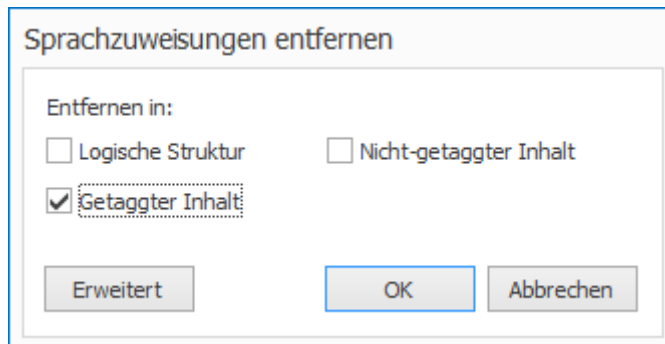 Sprachzuweisungen entfernen
Entfernen in:
Logische Struktur Nicht-getaggter Inhalt
Getaggter Inhalt
Erweitert OK Abbrechen